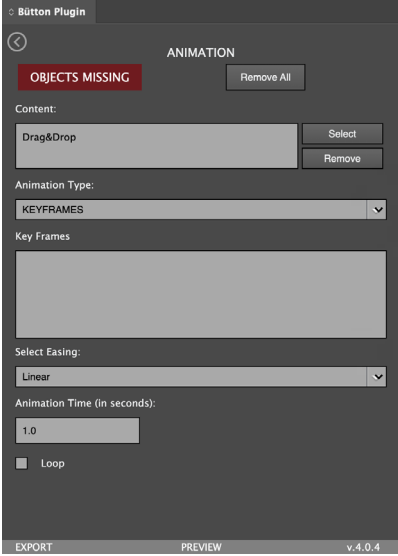 Bütton Plugin
ANIMATION
OBJECTS MISSING
Remove All
Content:
Drag&Drop
Select
Remove
Animation Type:
KEYFRAMES
Key Frames
Select Easing:
Linear
Animation Time (in seconds):
1.0
Loop
EXPORT PREVIEW v.4.0.4